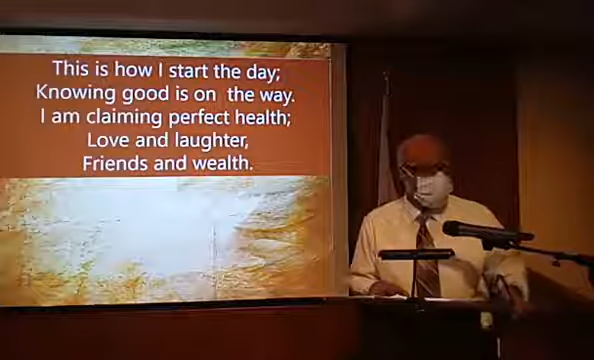 This is how I start the day;
Knowing good is on the way.
I am claiming perfect health;
Love and laughter,
Friends and wealth.